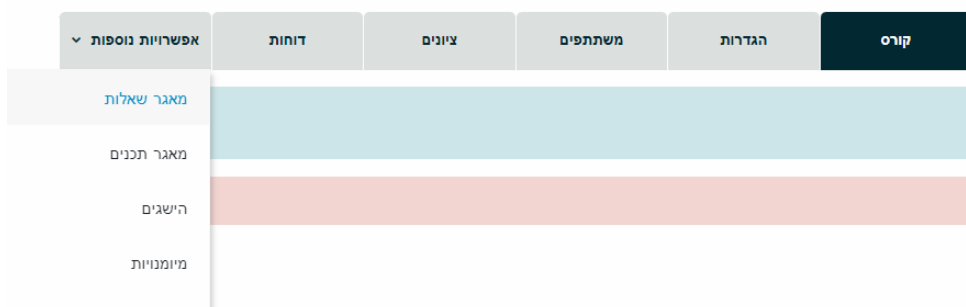 קורס
הגדרות
משתתפים
ציונים
דוחות
אפשרויות נוספות
מאגר שאלות
מאגר תכנים
הישגים
מיומנויות